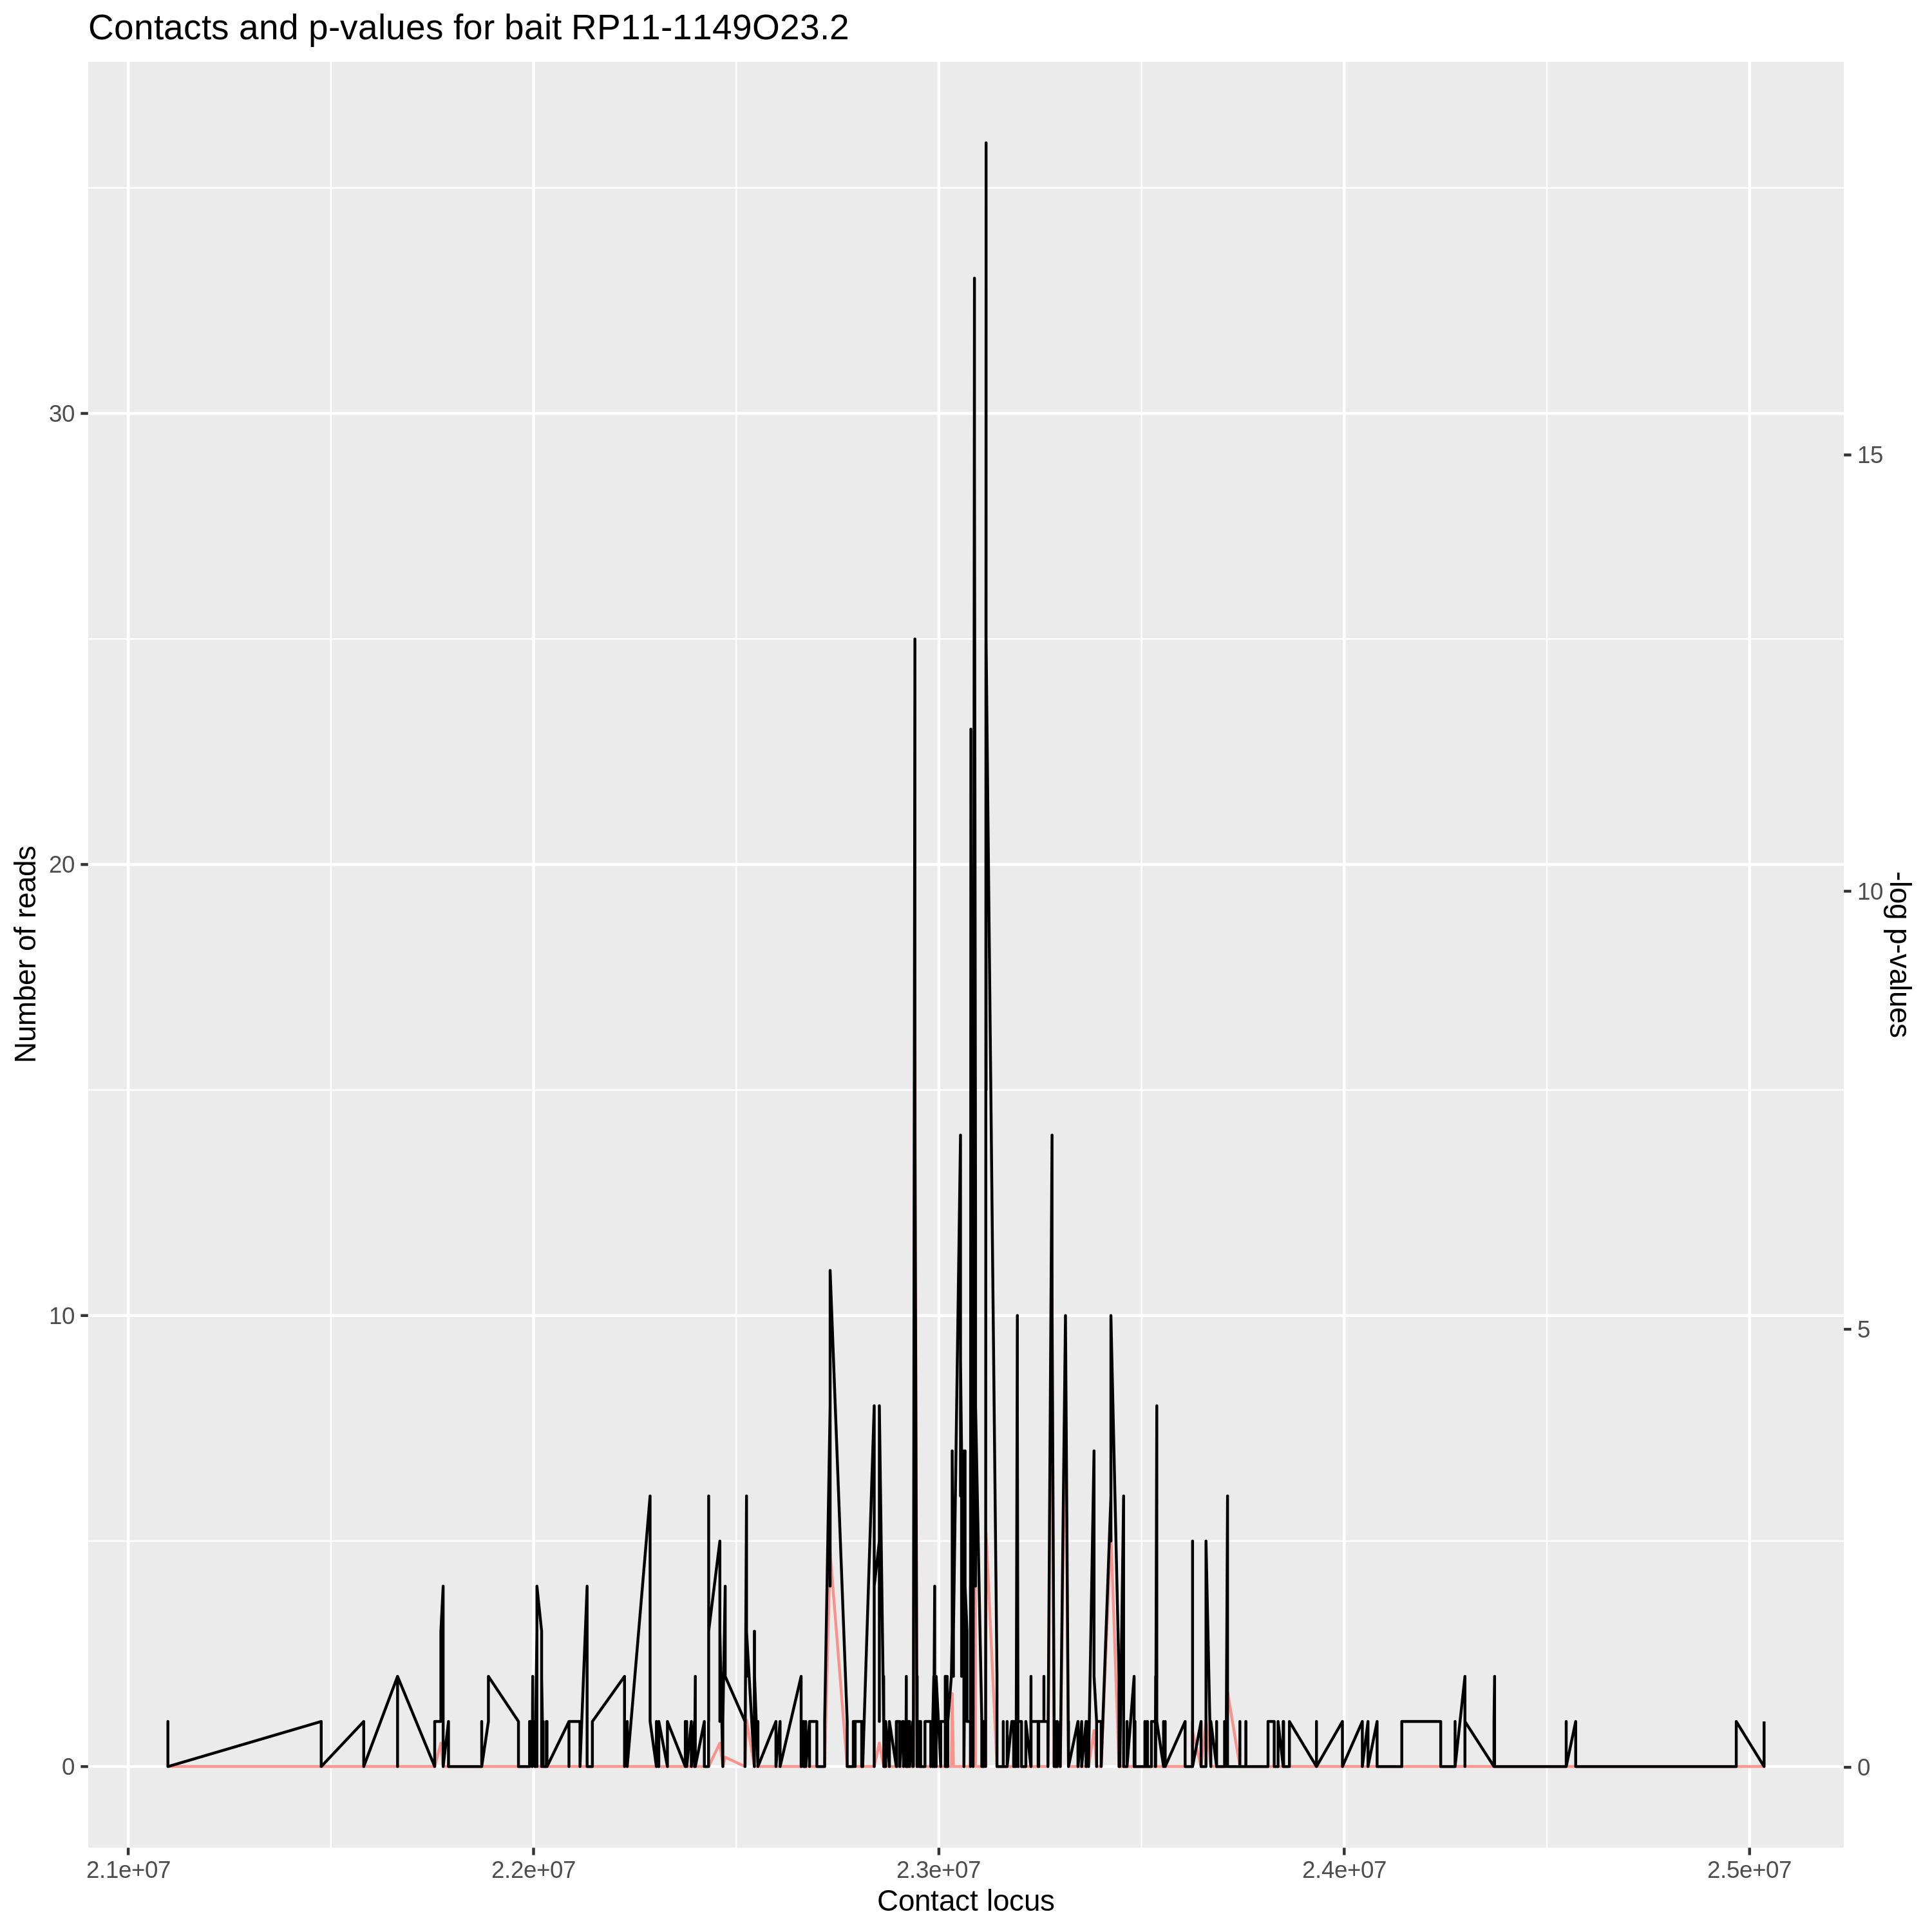 Contacts and p-values for bait RP11-1149O23.2
30
20
10
0
15
10
5
0
Number of reads
-log p-values
2.1e+07
2.2e+07
2.3e+07
2.4e+07
2.5e+07
Contact locus